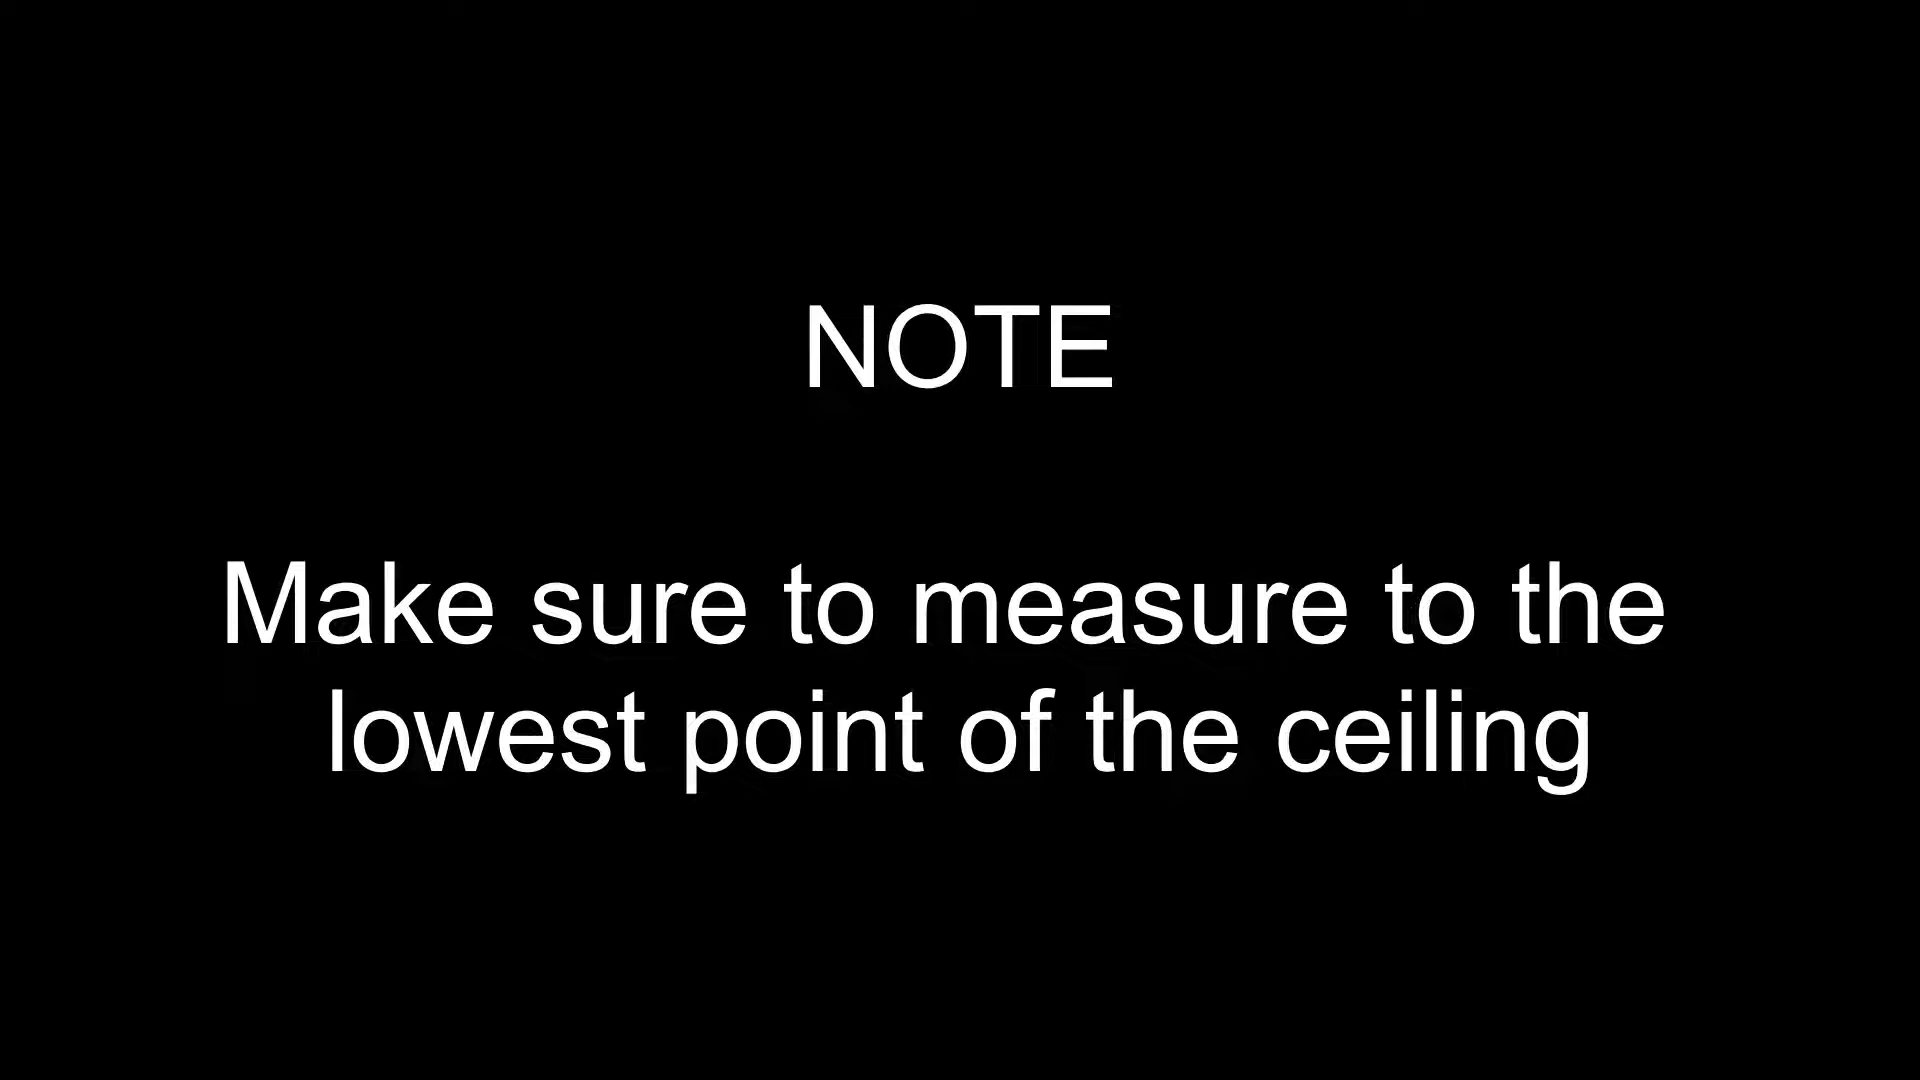 NOTE
Make sure to measure to the
lowest point of the ceiling